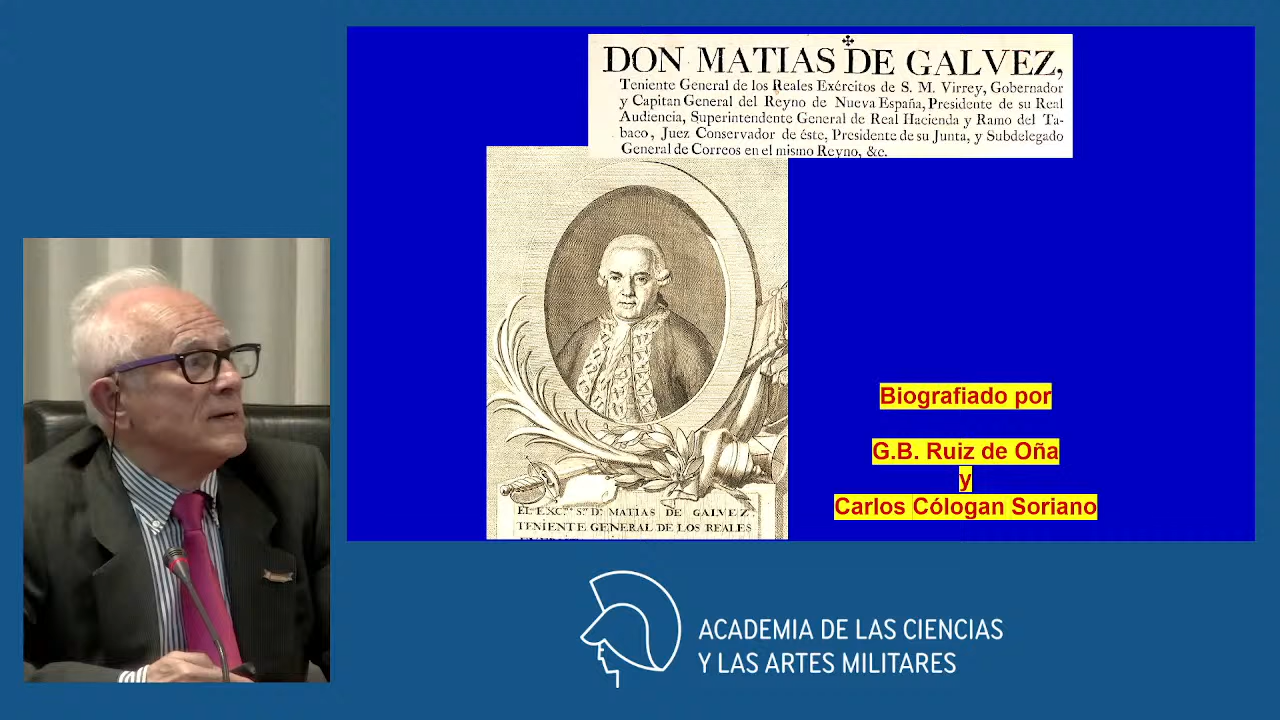 DON MATIAS DE GALVEZ,
Teniente General de los Reales Exércitos de S. M. Virrey, Gobernador
y Capitan General del Reyno de Nueva España, Presidente de su Real
Audiencia, Superintendente General de Real Hacienda y Ramo del Ta-
baco, Juez Conservador de éste, Presidente de su Junta, y Subdelegado
General de Correos en el mismo Reyno, &c.
EL EXC.mo S.or D.n MATIAS DE GALVEZ.
TENIENTE GENERAL DE LOS REALES
Biografiado por
G.B. Ruiz de Oña
y
Carlos Cólogan Soriano
ACADEMIA DE LAS CIENCIAS
Y LAS ARTES MILITARES